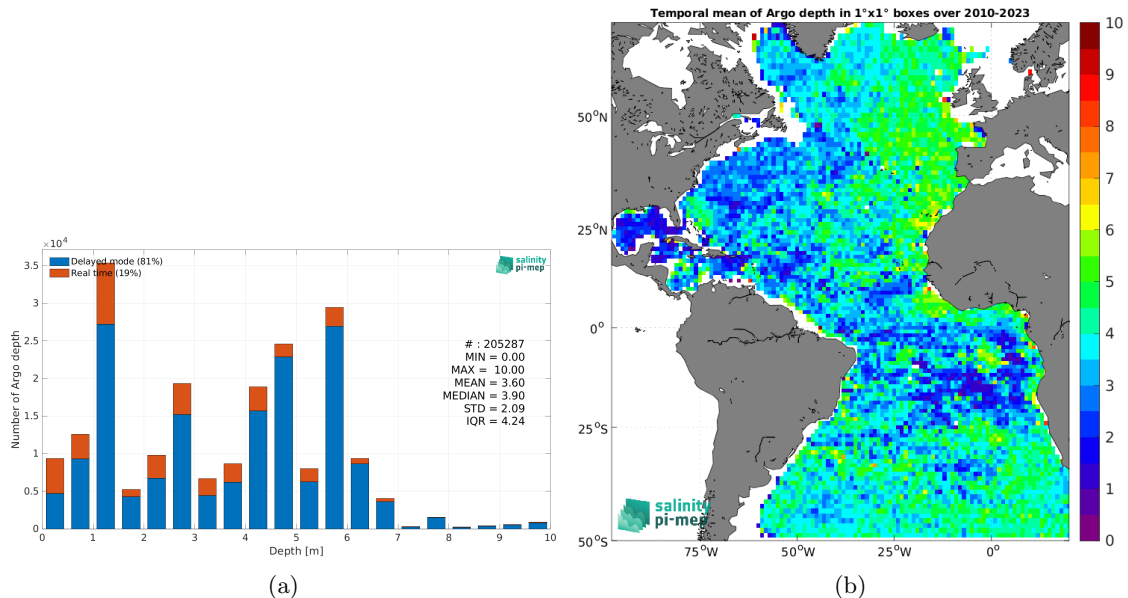 ×10⁴
Delayed mode (81%)
Real time (19%)
salinity
pi-mep
3.5
3
2.5
2
1.5
1
0.5
0
Number of Argo depth
# : 205287
MIN = 0.00
MAX = 10.00
MEAN = 3.60
MEDIAN = 3.90
STD = 2.09
IQR = 4.24
0 1 2 3 4 5 6 7 8 9 10
Depth [m]
(a)
Temporal mean of Argo depth in 1°x1° boxes over 2010-2023
50°N
25°N
0°
25°S
50°S
75°W 50°W 25°W 0°
salinity
pi-mep
10
9
8
7
6
5
4
3
2
1
0
(b)